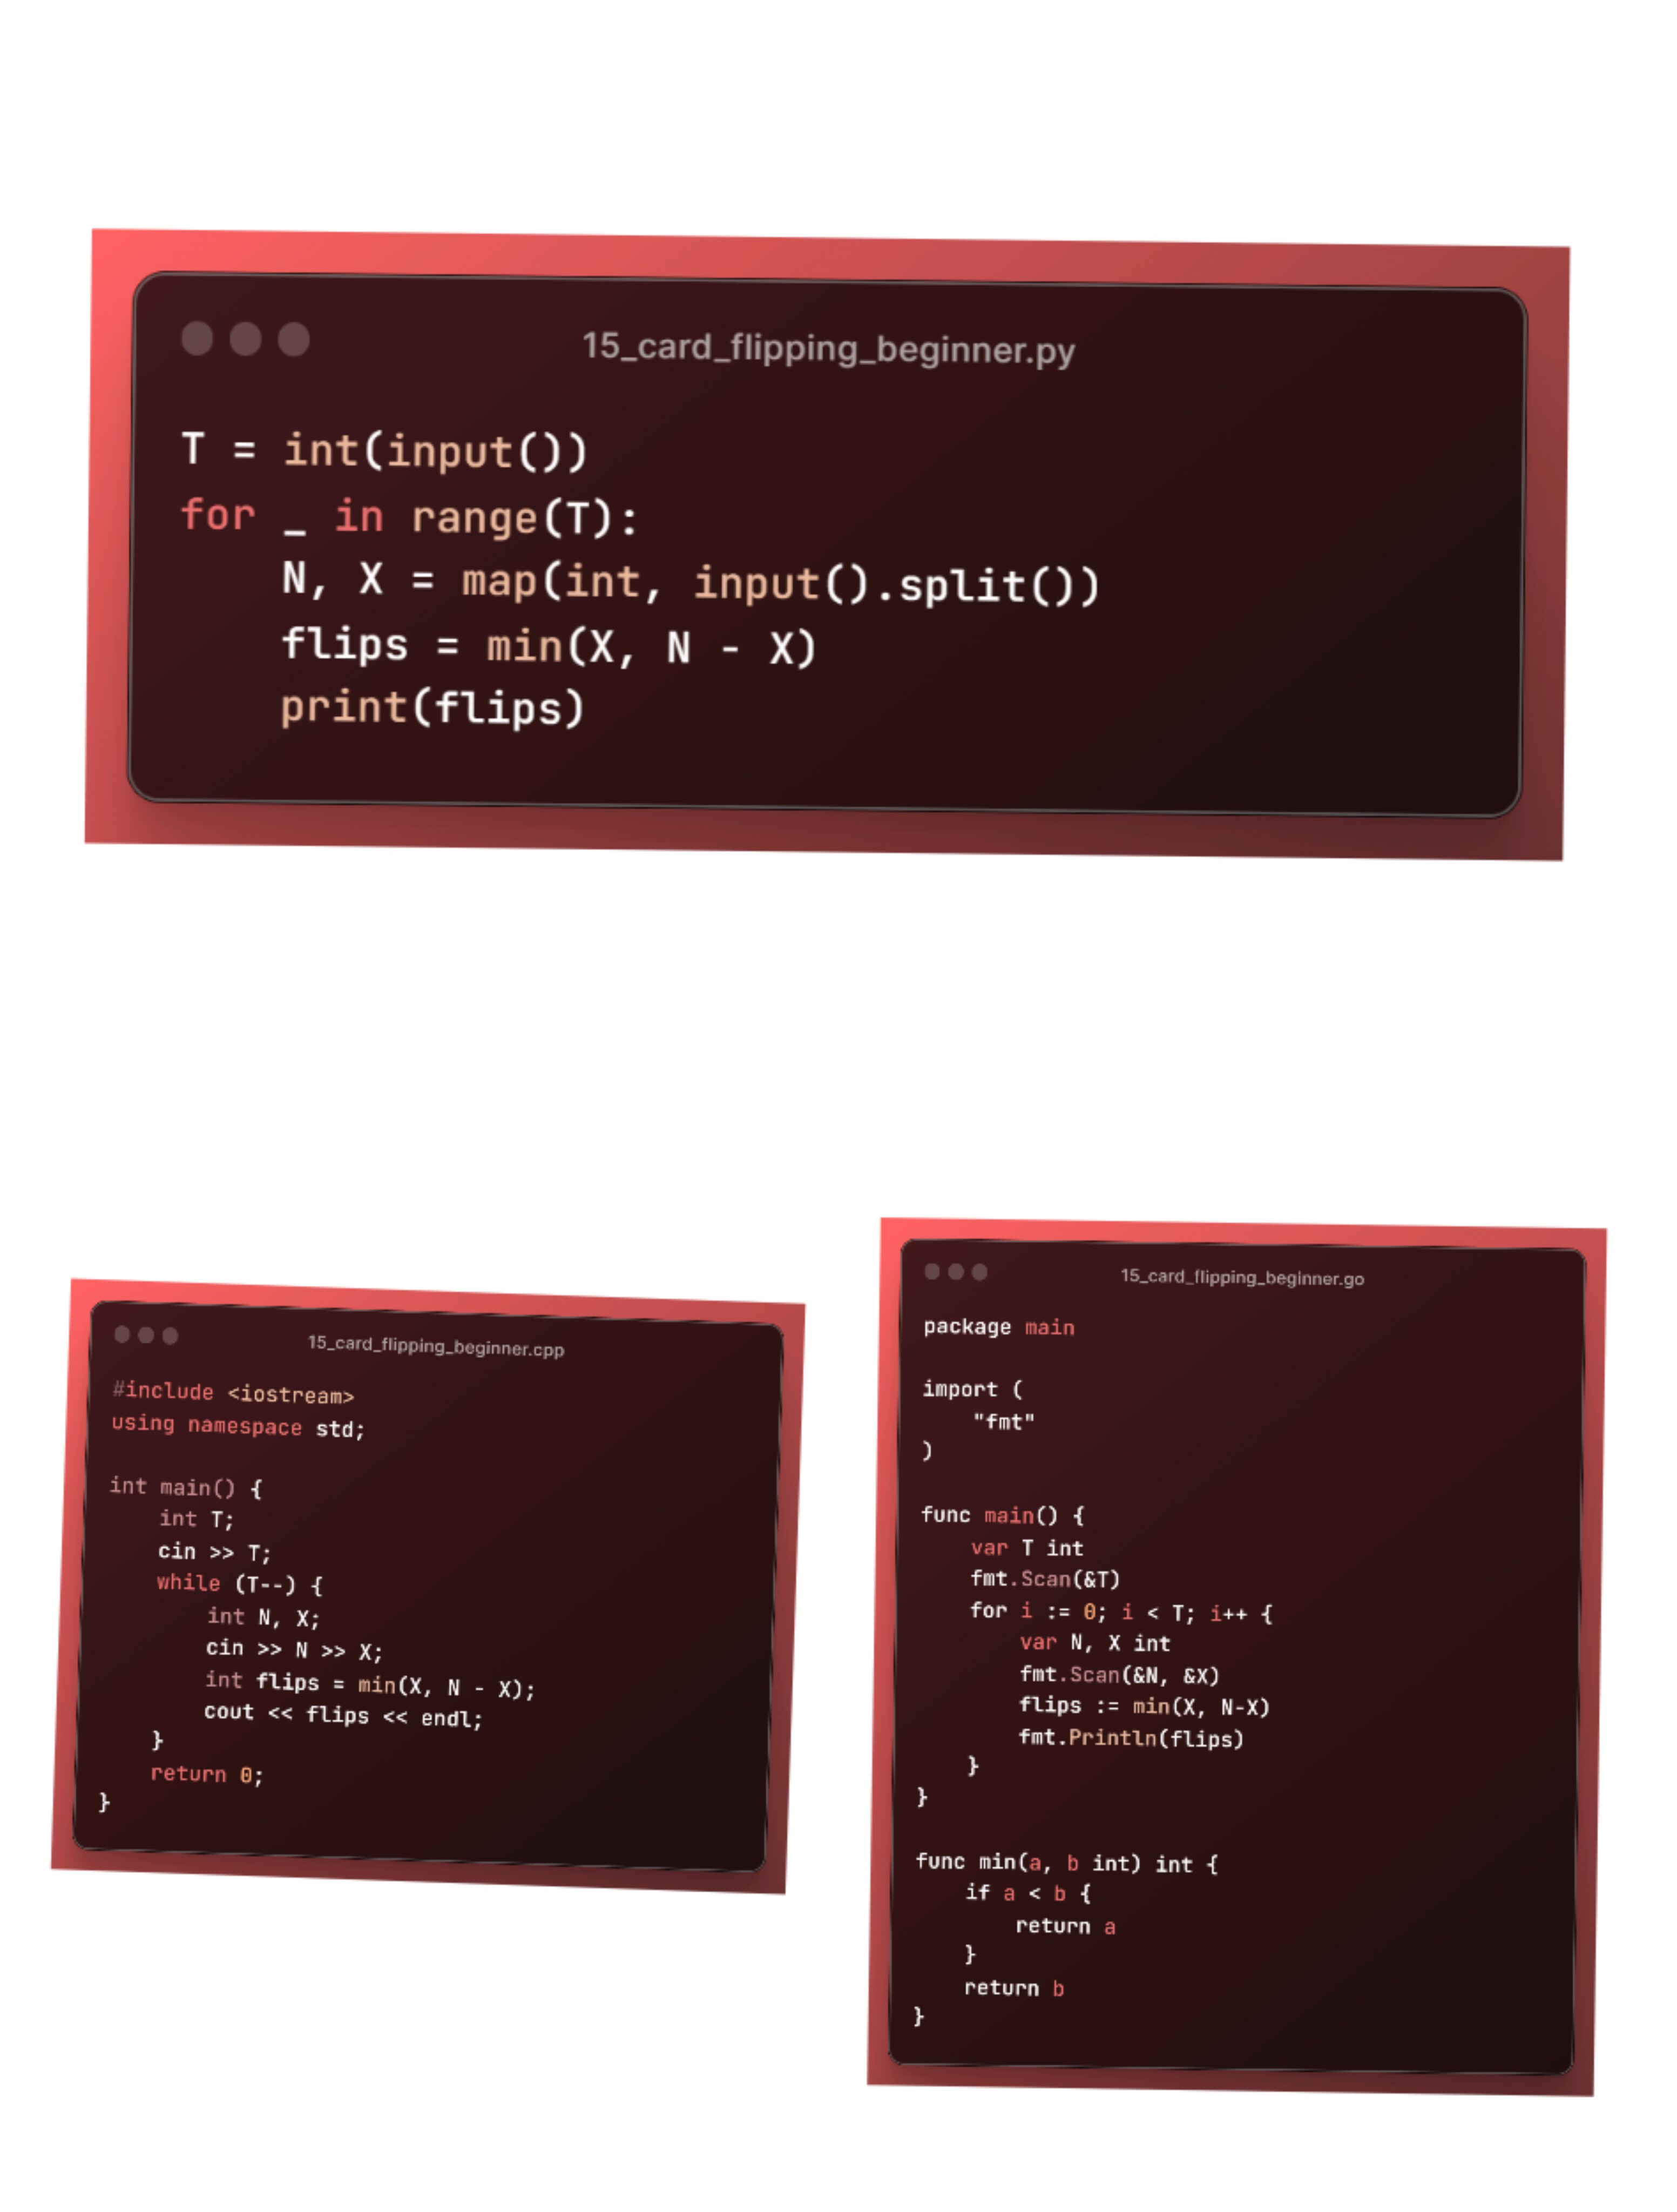 15_card_flipping_beginner.py
T = int(input())
for _ in range(T):
    N, X = map(int, input().split())
    flips = min(X, N - X)
    print(flips)
15_card_flipping_beginner.cpp
#include <iostream>
using namespace std;
int main() {
    int T;
    cin >> T;
    while (T--) {
        int N, X;
        cin >> N >> X;
        int flips = min(X, N - X);
        cout << flips << endl;
    }
    return 0;
}
15_card_flipping_beginner.go
package main
import (
    "fmt"
)
func main() {
    var T int
    fmt.Scan(&T)
    for i := 0; i < T; i++ {
        var N, X int
        fmt.Scan(&N, &X)
        flips := min(X, N-X)
        fmt.Println(flips)
    }
}
func min(a, b int) int {
    if a < b {
        return a
    }
    return b
}